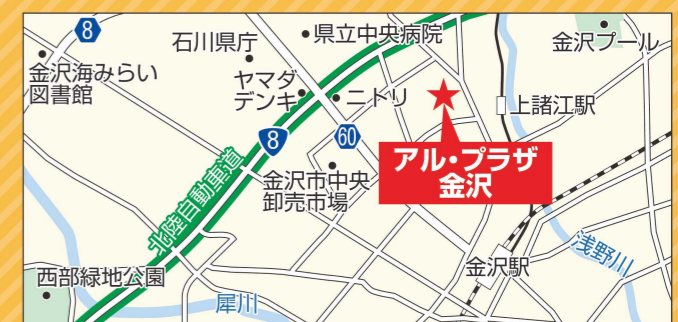 8
石川県庁
県立中央病院
金沢プール
金沢海みらい
図書館
ヤマダ
デンキ
ニトリ
上諸江駅
8
60
アル・プラザ
金沢
金沢市中央
卸売市場
北陸自動車道
浅野川
金沢駅
西部緑地公園
犀川